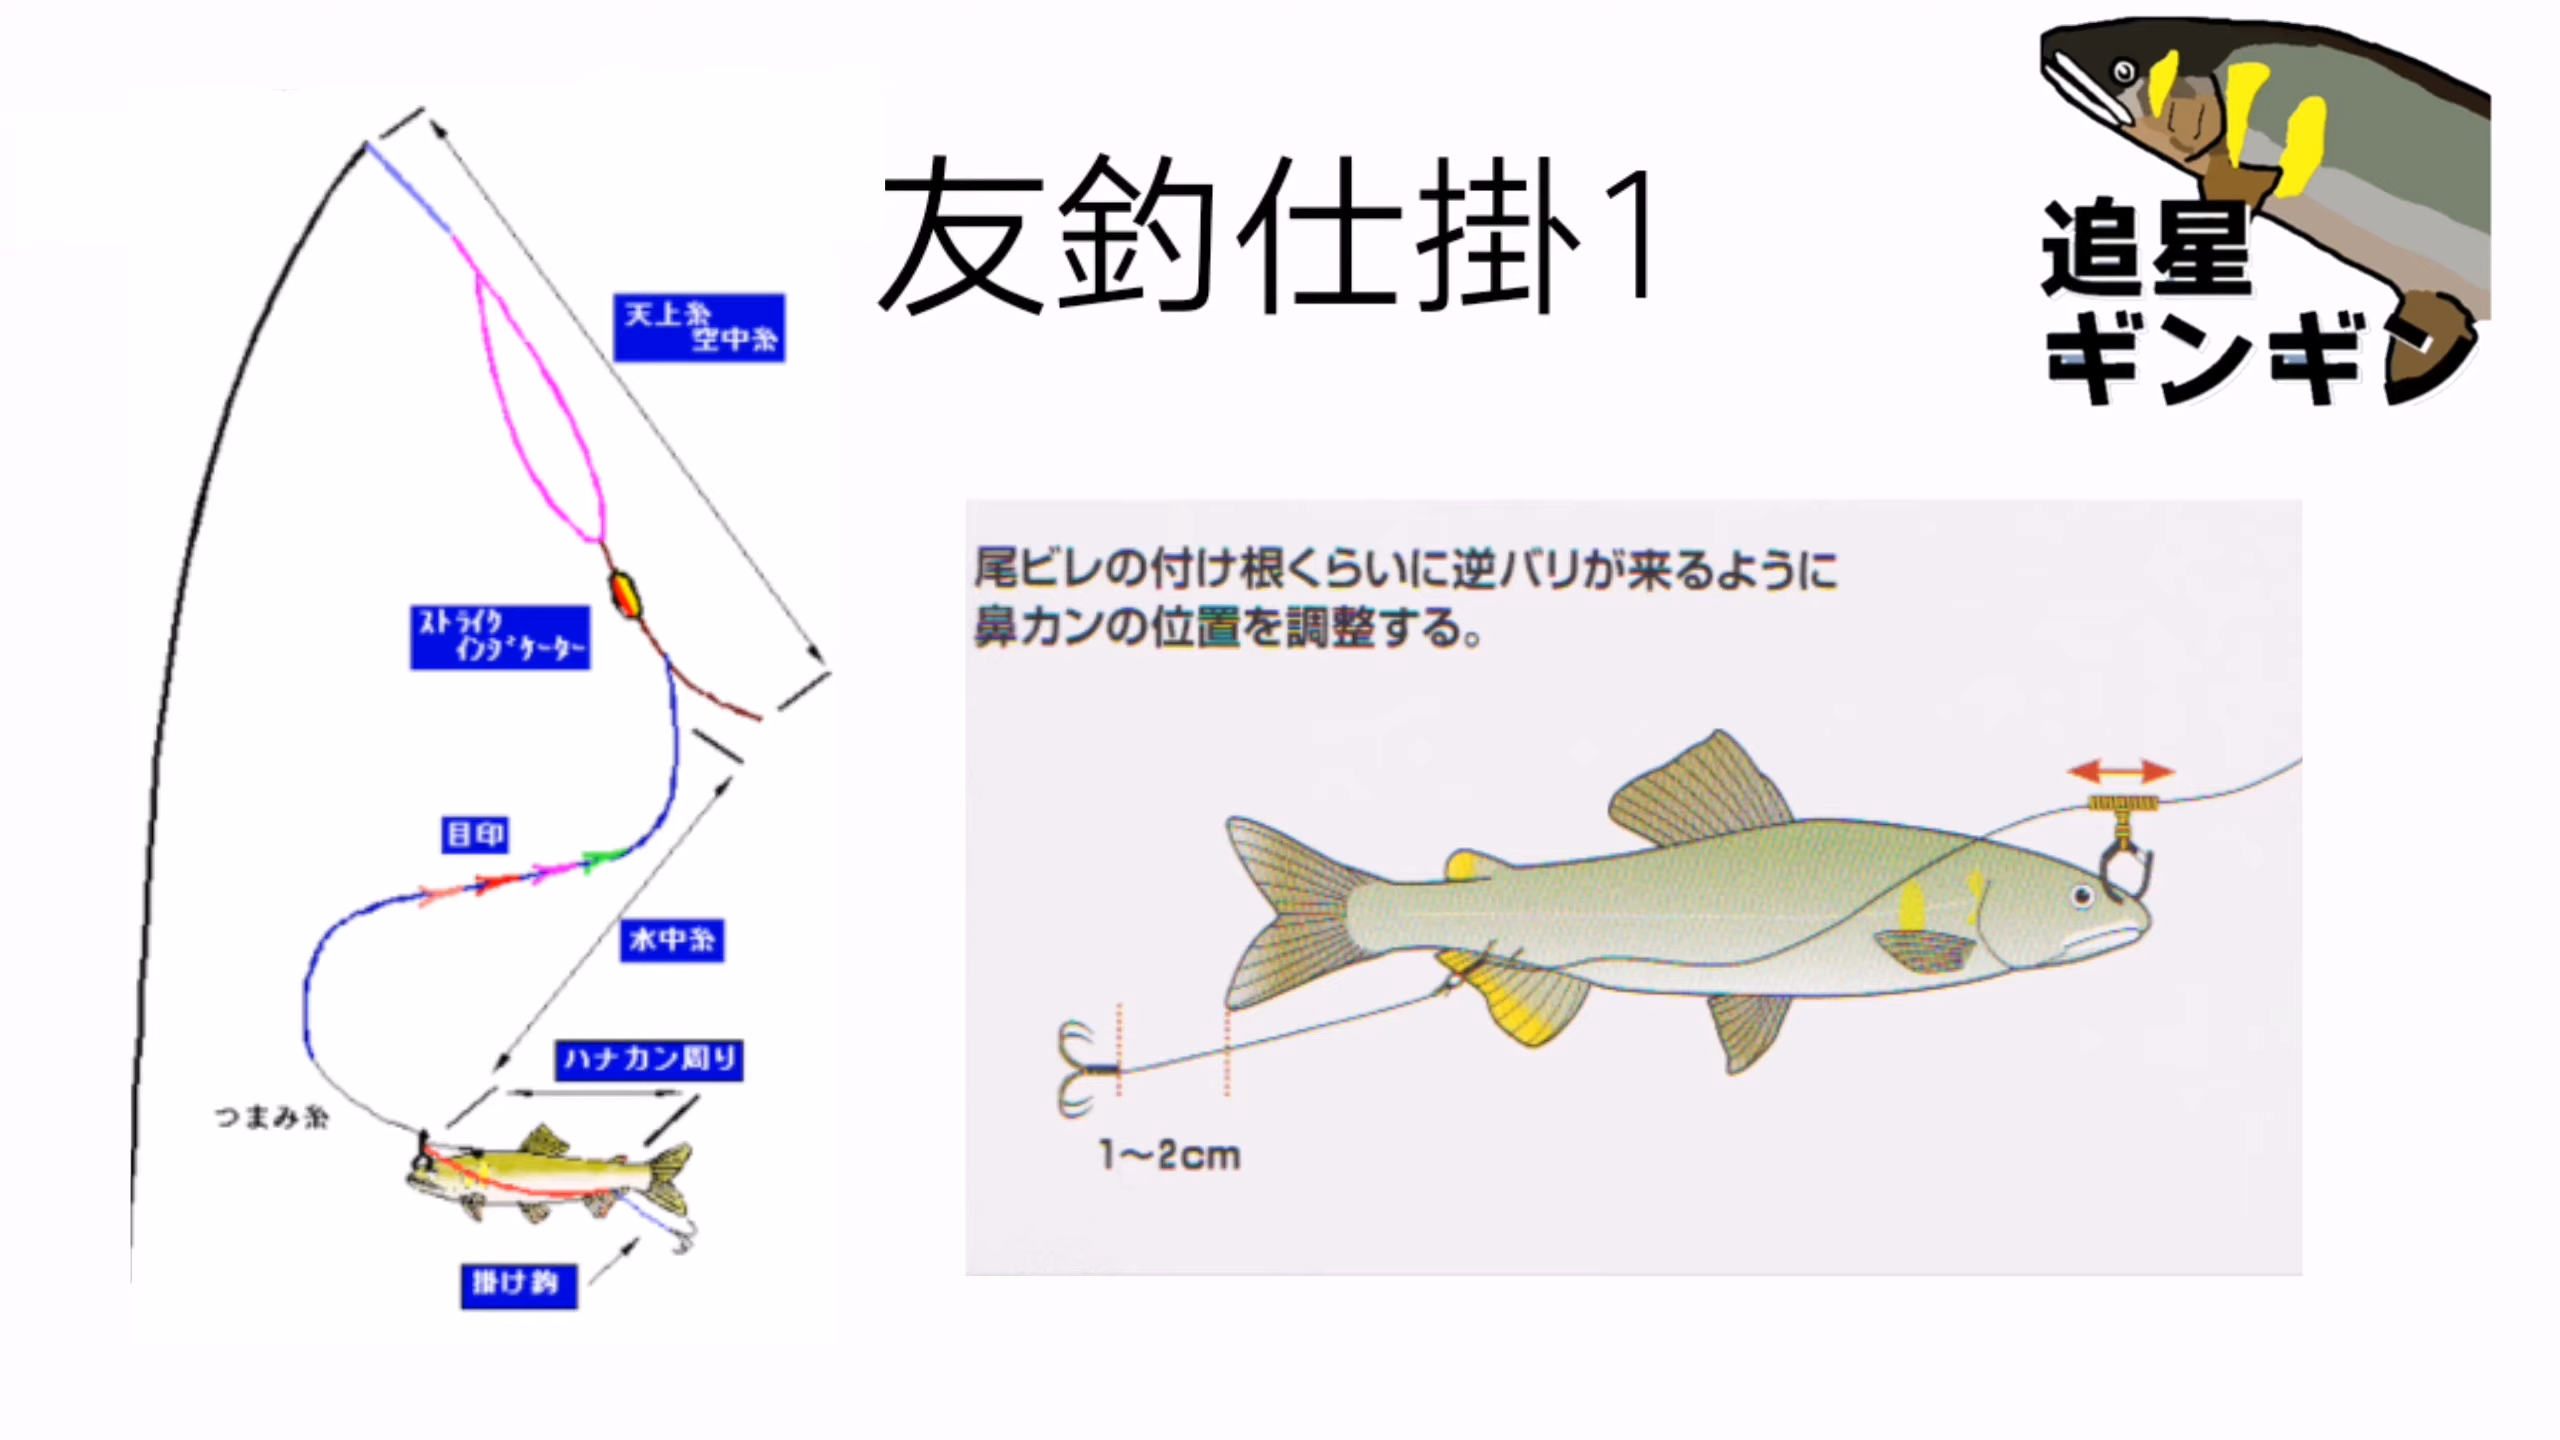 友釣仕掛1
追星
ギンギン
天上糸
空中糸
ストライク
インジケーター
目印
水中糸
ハナカン周り
つまみ糸
掛け鈎
尾ビレの付け根くらいに逆バリが来るように
鼻カンの位置を調整する。
1〜2cm